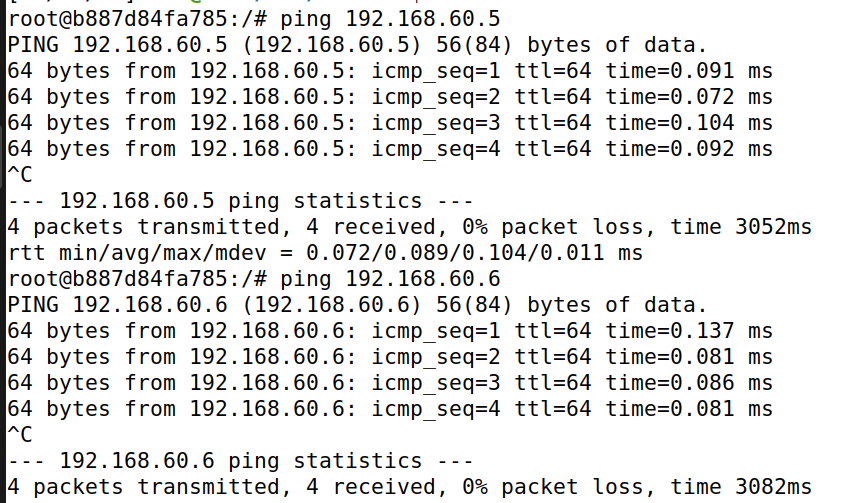 root@b887d84fa785:/# ping 192.168.60.5
PING 192.168.60.5 (192.168.60.5) 56(84) bytes of data.
64 bytes from 192.168.60.5: icmp_seq=1 ttl=64 time=0.091 ms
64 bytes from 192.168.60.5: icmp_seq=2 ttl=64 time=0.072 ms
64 bytes from 192.168.60.5: icmp_seq=3 ttl=64 time=0.104 ms
64 bytes from 192.168.60.5: icmp_seq=4 ttl=64 time=0.092 ms
^C
--- 192.168.60.5 ping statistics ---
4 packets transmitted, 4 received, 0% packet loss, time 3052ms
rtt min/avg/max/mdev = 0.072/0.089/0.104/0.011 ms
root@b887d84fa785:/# ping 192.168.60.6
PING 192.168.60.6 (192.168.60.6) 56(84) bytes of data.
64 bytes from 192.168.60.6: icmp_seq=1 ttl=64 time=0.137 ms
64 bytes from 192.168.60.6: icmp_seq=2 ttl=64 time=0.081 ms
64 bytes from 192.168.60.6: icmp_seq=3 ttl=64 time=0.086 ms
64 bytes from 192.168.60.6: icmp_seq=4 ttl=64 time=0.081 ms
^C
--- 192.168.60.6 ping statistics ---
4 packets transmitted, 4 received, 0% packet loss, time 3082ms